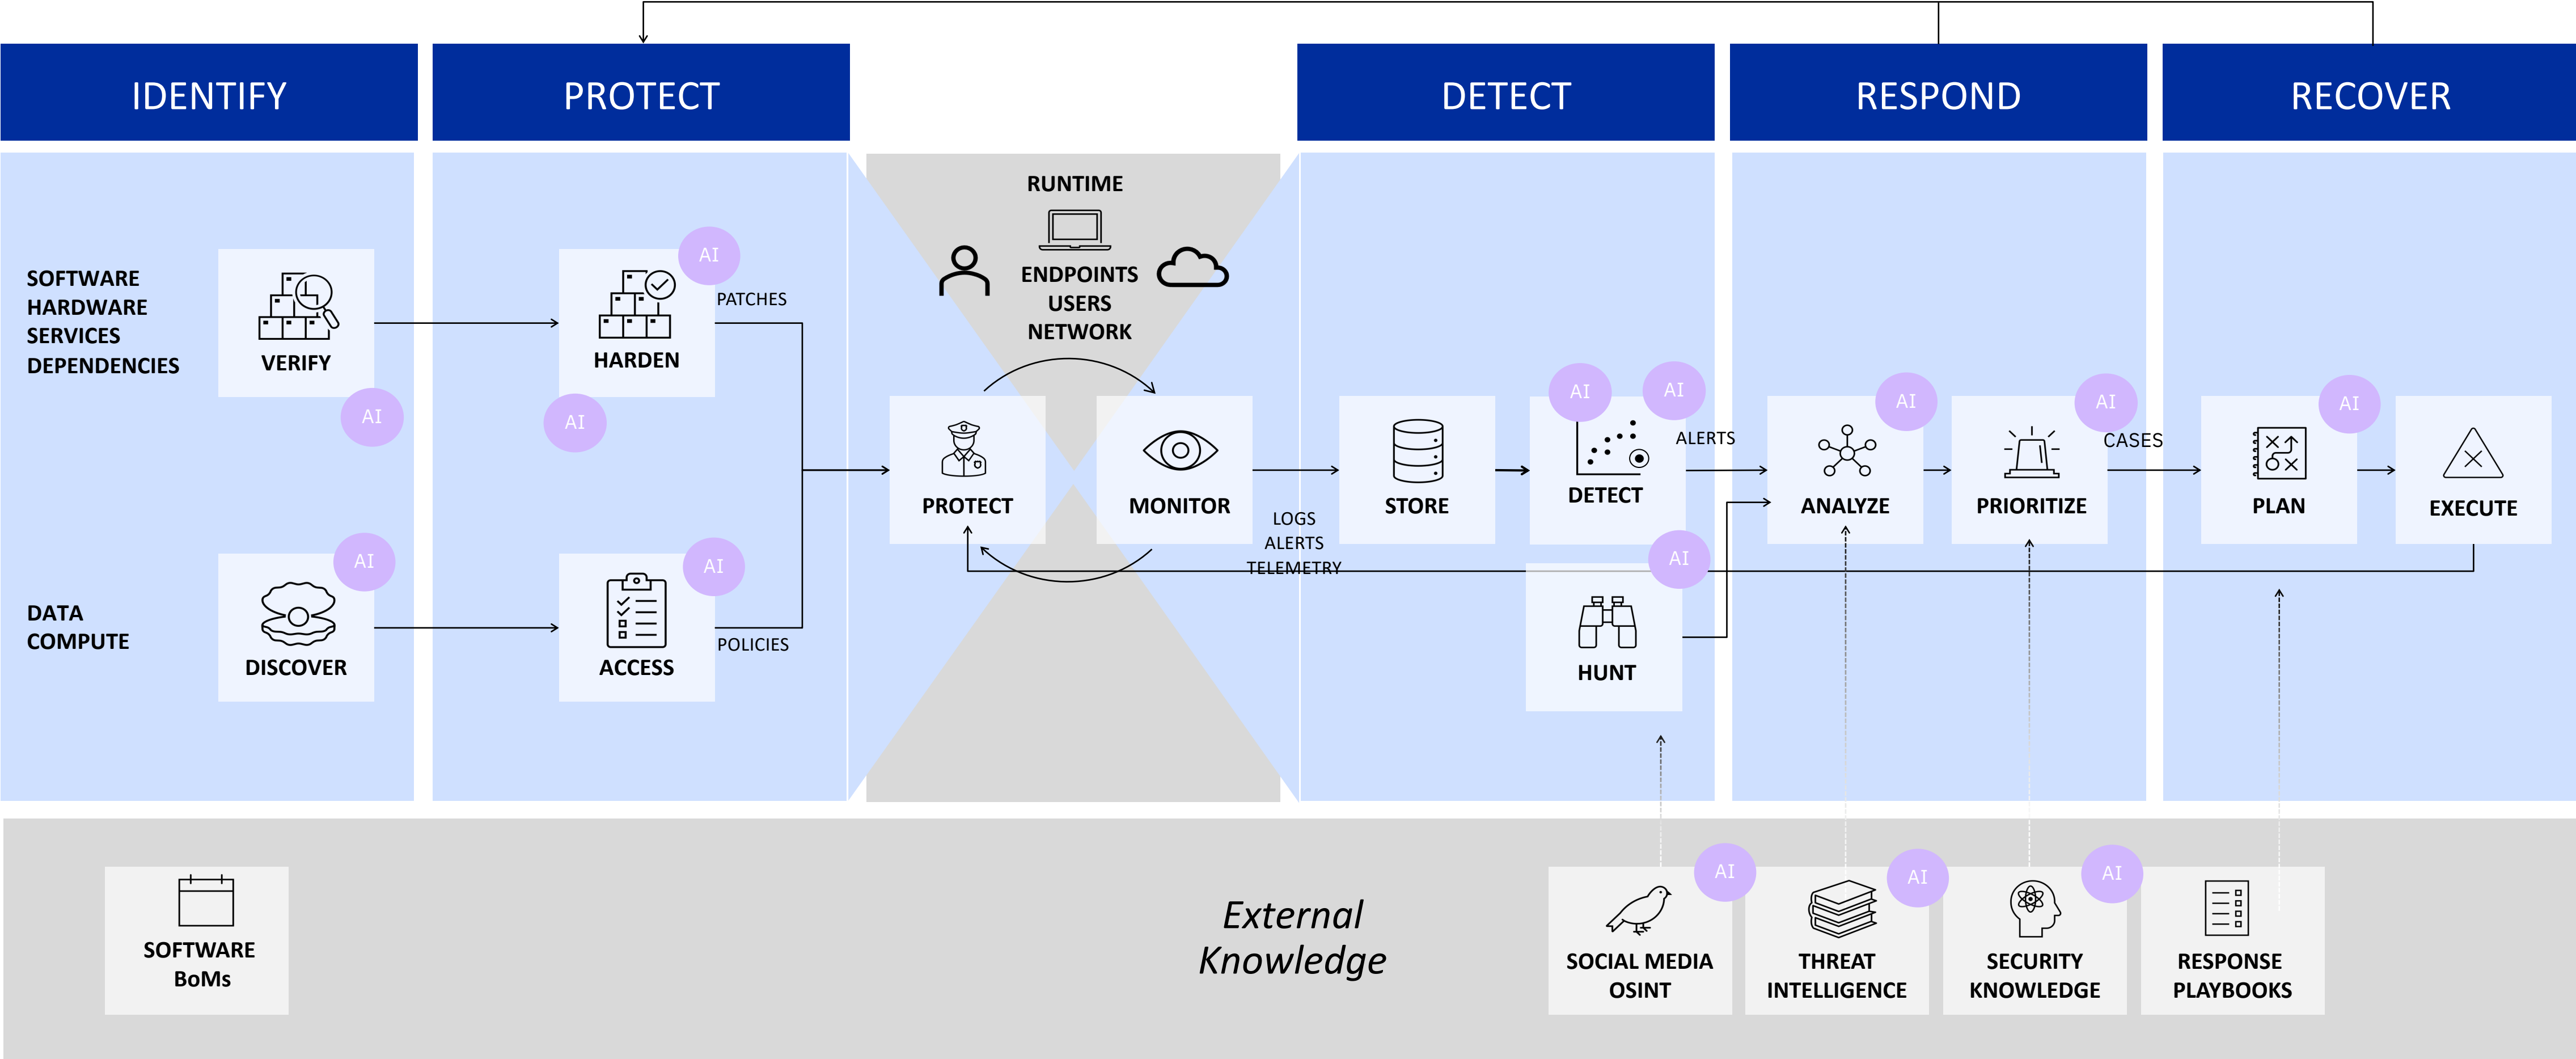 IDENTIFY
PROTECT
DETECT
RESPOND
RECOVER
SOFTWARE
HARDWARE
SERVICES
DEPENDENCIES
VERIFY
AI
AI
HARDEN
AI
PATCHES
RUNTIME
ENDPOINTS
USERS
NETWORK
DATA
COMPUTE
AI
DISCOVER
AI
ACCESS
POLICIES
PROTECT
MONITOR
LOGS
ALERTS
TELEMETRY
STORE
AI
AI
DETECT
ALERTS
AI
HUNT
AI
ANALYZE
AI
PRIORITIZE
CASES
AI
PLAN
EXECUTE
SOFTWARE
BoMs
External
Knowledge
AI
SOCIAL MEDIA
OSINT
AI
THREAT
INTELLIGENCE
AI
SECURITY
KNOWLEDGE
RESPONSE
PLAYBOOKS